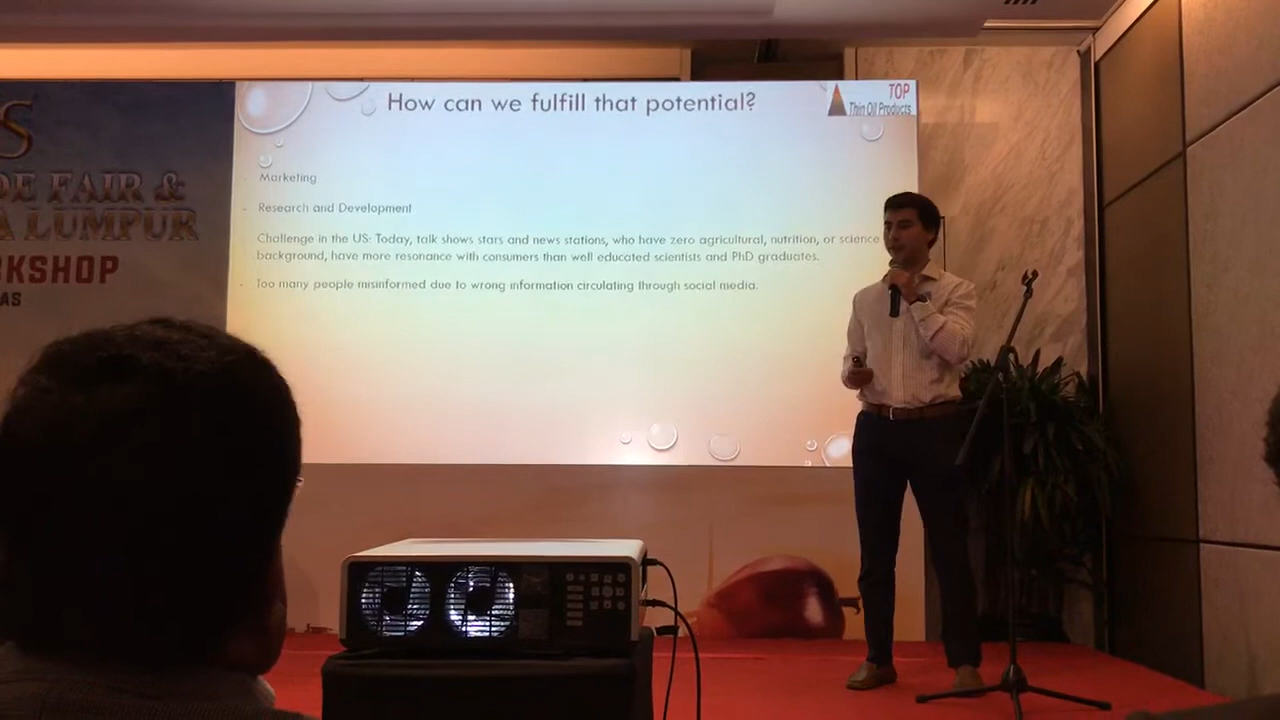 How can we fulfill that potential?
TOP
Thin Oil Products
- Marketing
- Research and Development
Challenge in the US: Today, talk shows stars and news stations, who have zero agricultural, nutrition, or science
background, have more resonance with consumers than well educated scientists and PhD graduates.
- Too many people misinformed due to wrong information circulating through social media.
S
DE FAIR &
A LUMPUR
RKSHOP
AS